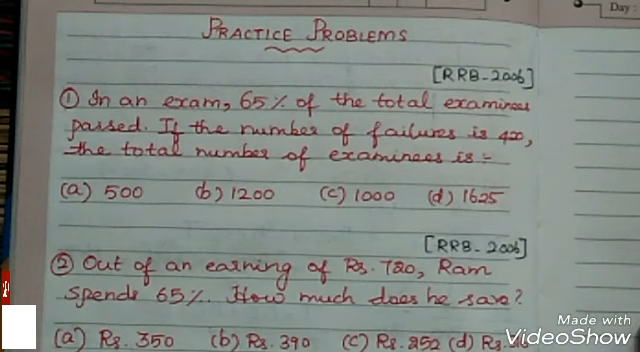 Day:
PRACTICE PROBLEMS
[RRB-2006]
① In an exam, 65% of the total examinees
passed. If the number of failures is 420,
the total number of examinees is -
(a) 500 (b) 1200 (c) 1000 (d) 1625
[RRB-2006]
② Out of an earning of Rs. 720, Ram
spends 65%. How much does he save?
(a) Rs. 350 (b) Rs. 390 (c) Rs. 252 (d) Rs.
Made with
VideoShow